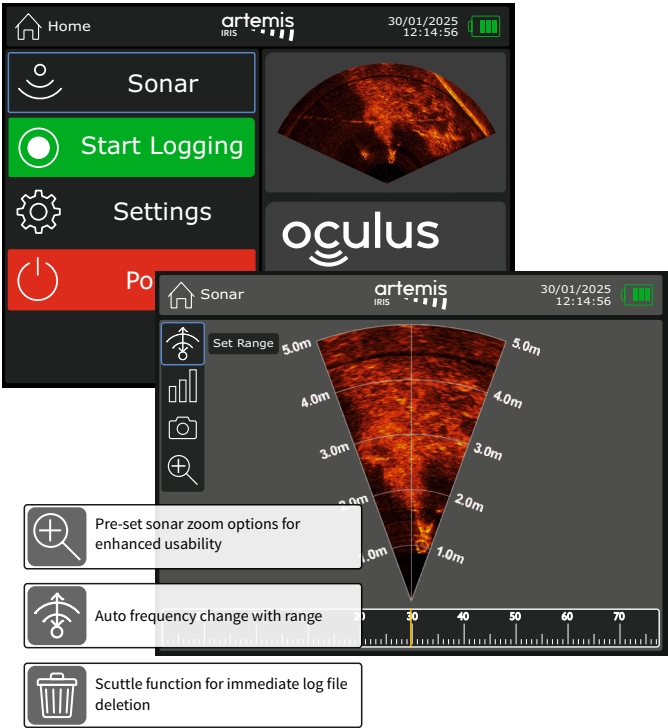 Home
artemis
IRIS
30/01/2025
12:14:56
Sonar
Start Logging
Settings
Po
oculus
Sonar
artemis
IRIS
30/01/2025
12:14:56
Set Range
5.0m 5.0m
4.0m 4.0m
3.0m 3.0m
2.0m
.0m 1.0m
30 40 50 60 70
Pre-set sonar zoom options for
enhanced usability
Auto frequency change with range
Scuttle function for immediate log file
deletion